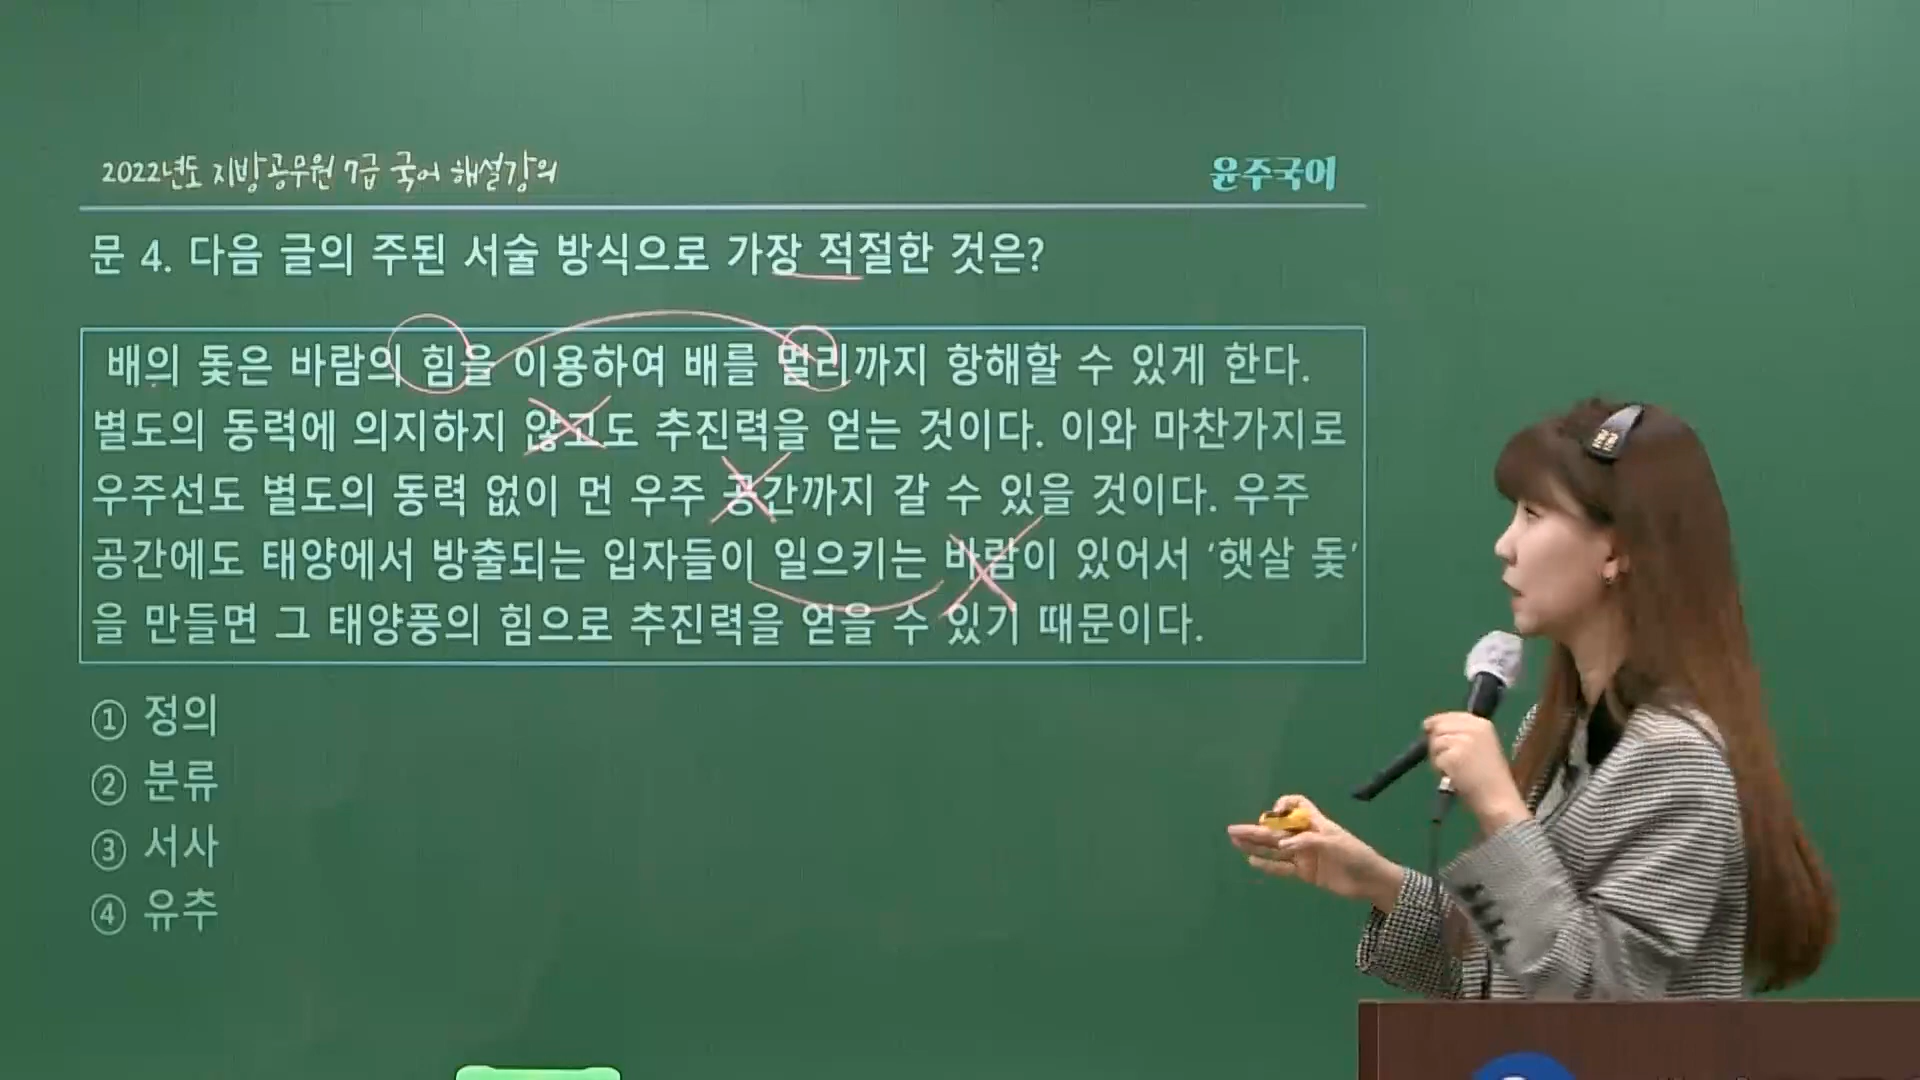 2022년도 지방공무원 7급 국어 해설강의
윤주국어
문 4. 다음 글의 주된 서술 방식으로 가장 적절한 것은?
배의 돛은 바람의 힘을 이용하여 배를 멀리까지 항해할 수 있게 한다.
별도의 동력에 의지하지 않고도 추진력을 얻는 것이다. 이와 마찬가지로
우주선도 별도의 동력 없이 먼 우주 공간까지 갈 수 있을 것이다. 우주
공간에도 태양에서 방출되는 입자들이 일으키는 바람이 있어서 ‘햇살 돛’
을 만들면 그 태양풍의 힘으로 추진력을 얻을 수 있기 때문이다.
① 정의
② 분류
③ 서사
④ 유추